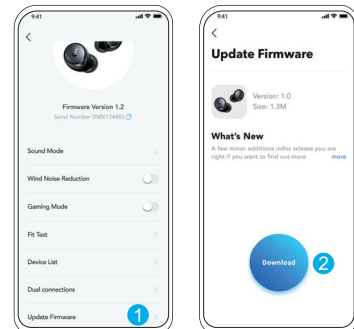 9:41
Firmware Version 1.2
Serial Number SN00124483
Sound Mode
Wind Noise Reduction
Gaming Mode
Fit Test
Device List
Dual connections
Update Firmware
1
9:41
Update Firmware
Version: 1.0
Size: 1.3M
What's New
A few minor additions inthis release.you are
right if you want to find out more more
Download
2